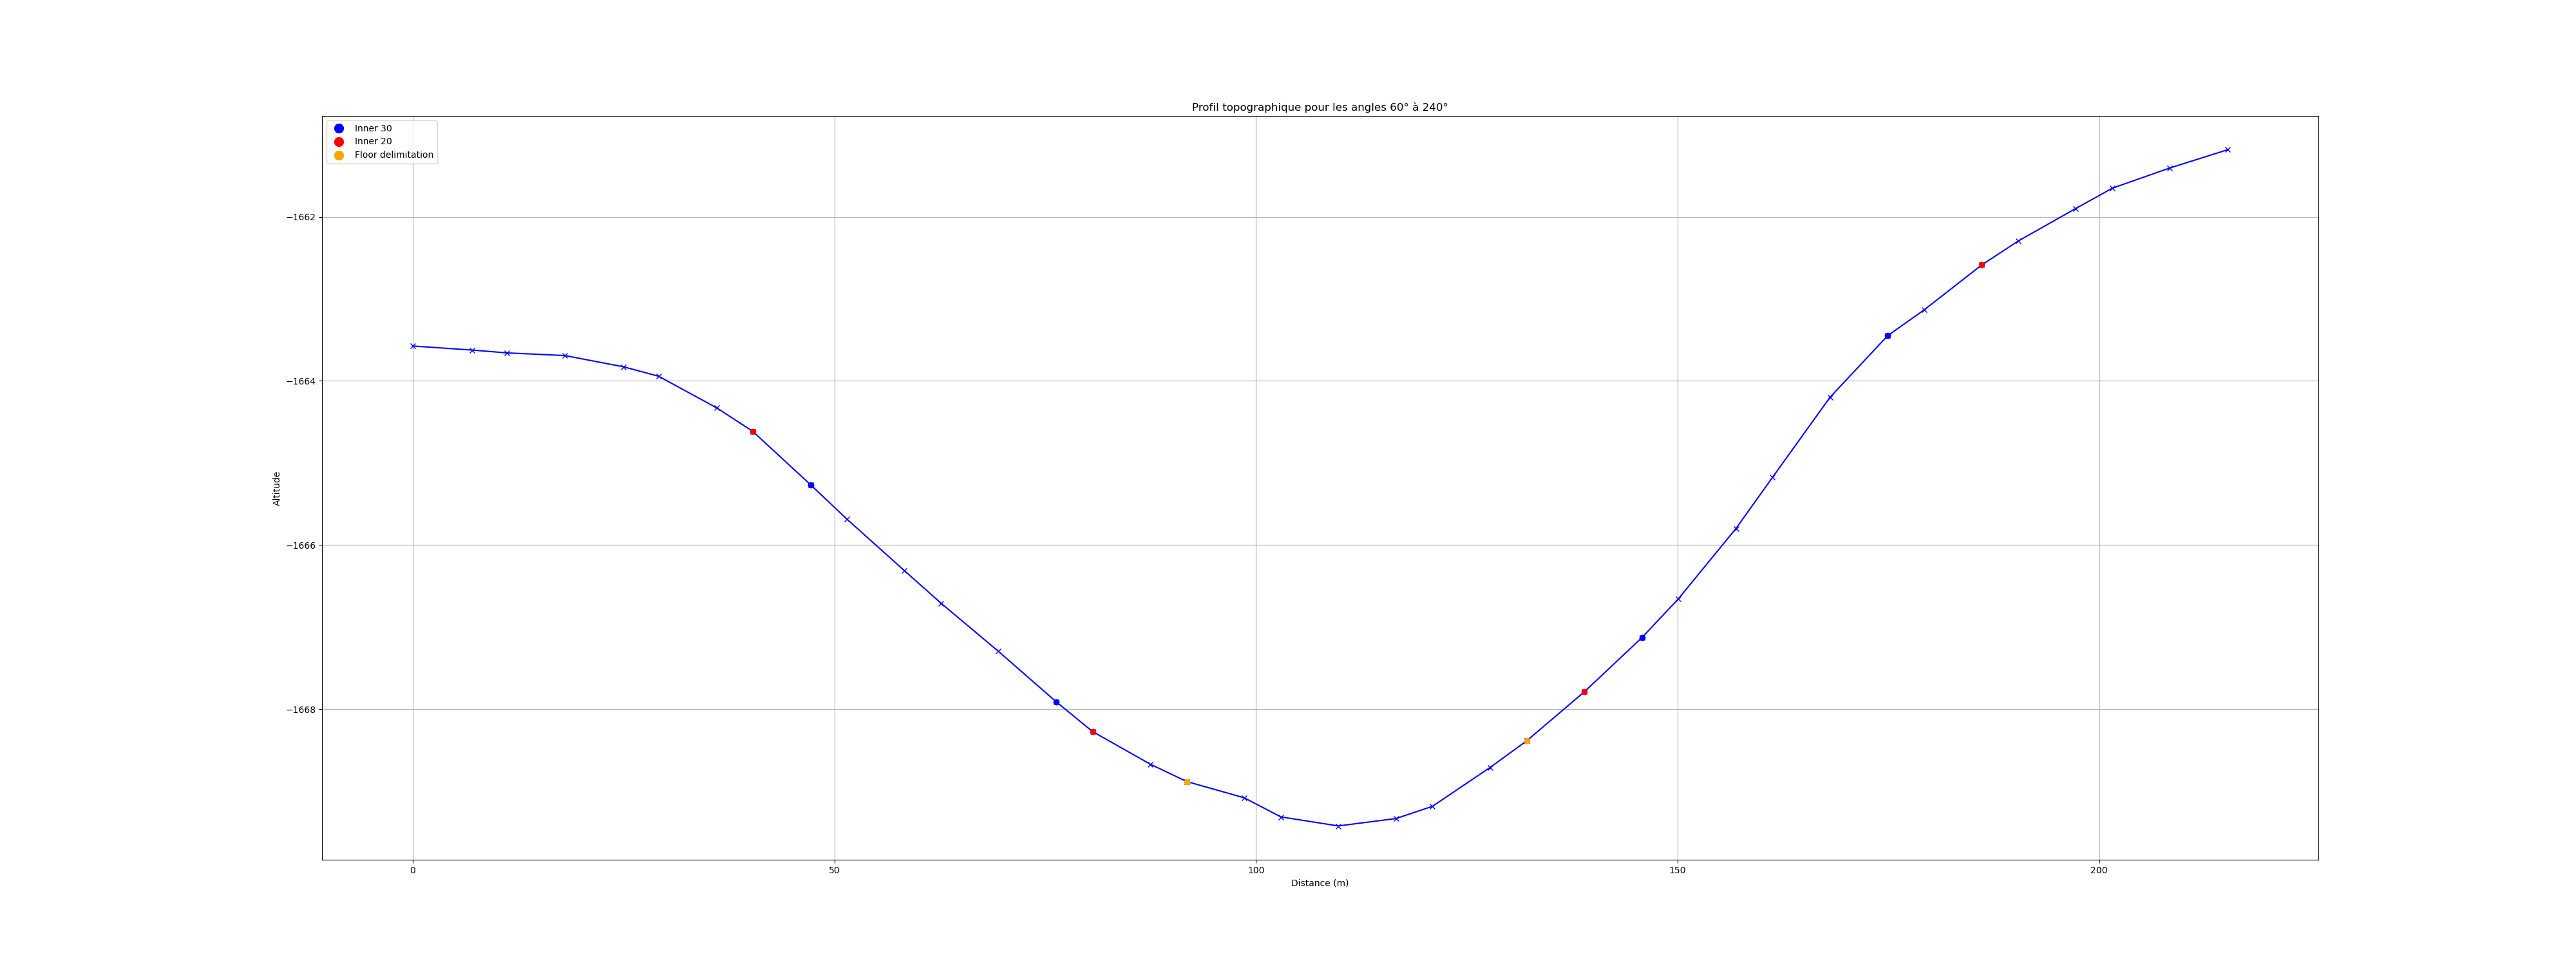 Profil topographique pour les angles 60° à 240°
Inner 30
Inner 20
Floor delimitation
Altitude
−1662
−1664
−1666
−1668
0
50
100
150
200
Distance (m)